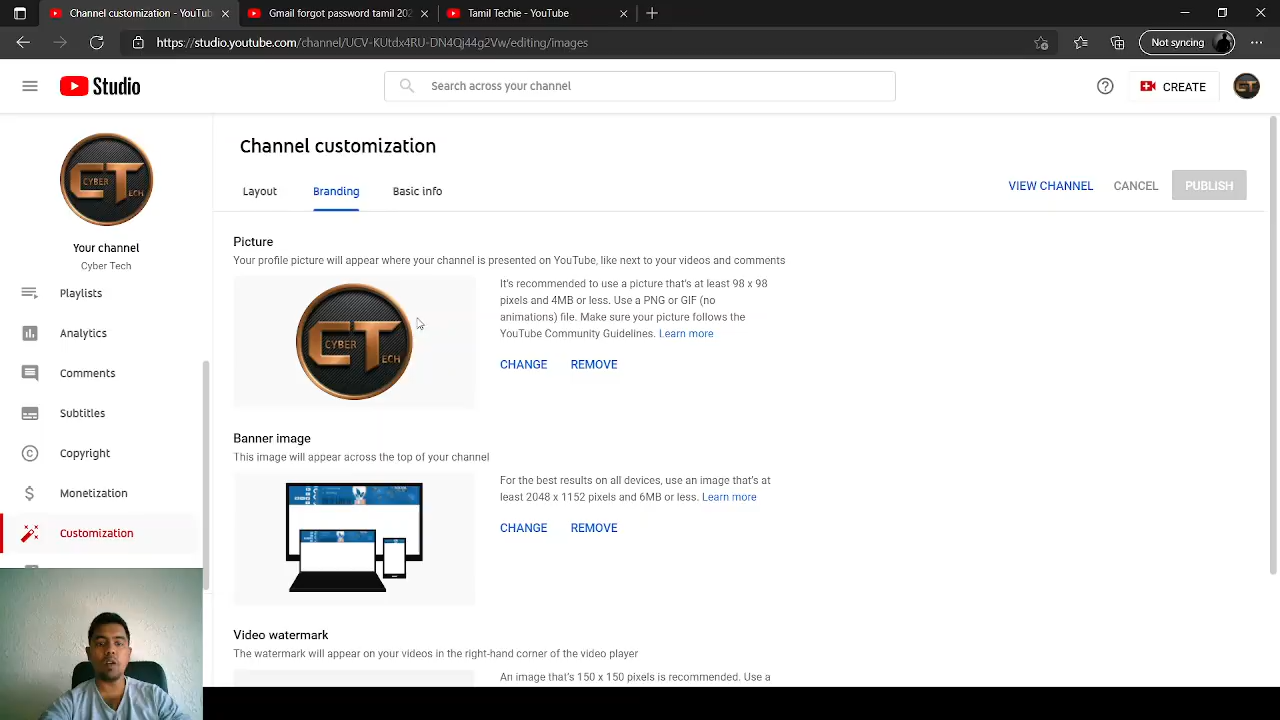 Channel customization - YouTub
Gmail forgot password tamil 202
Tamil Techie - YouTube
https://studio.youtube.com/channel/UCV-KUtdx4RU-DN4Qj44g2Vw/editing/images
Not syncing
Studio
Search across your channel
CREATE
CT
CYBER
TECH
Your channel
Cyber Tech
Playlists
Analytics
Comments
Subtitles
Copyright
Monetization
Customization
Channel customization
Layout
Branding
Basic info
VIEW CHANNEL
CANCEL
PUBLISH
Picture
Your profile picture will appear where your channel is presented on YouTube, like next to your videos and comments
CT
CYBER
TECH
It's recommended to use a picture that's at least 98 x 98
pixels and 4MB or less. Use a PNG or GIF (no
animations) file. Make sure your picture follows the
YouTube Community Guidelines. Learn more
CHANGE
REMOVE
Banner image
This image will appear across the top of your channel
For the best results on all devices, use an image that's at
least 2048 x 1152 pixels and 6MB or less. Learn more
CHANGE
REMOVE
Video watermark
The watermark will appear on your videos in the right-hand corner of the video player
An image that's 150 x 150 pixels is recommended. Use a